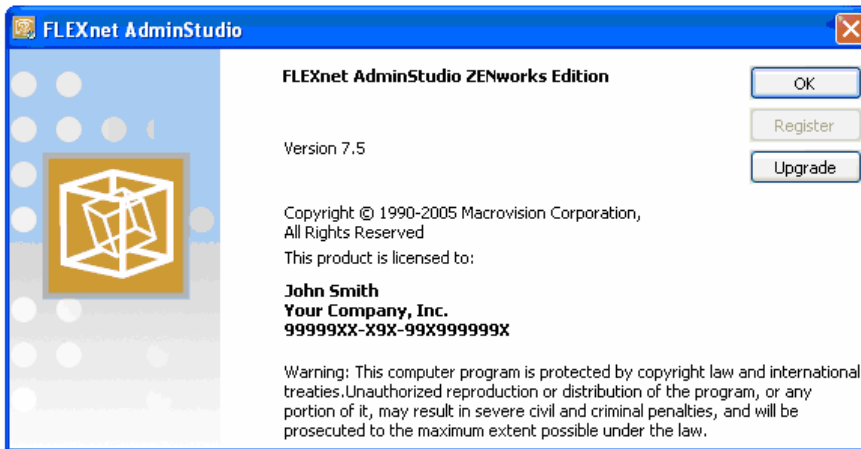 FLEXnet AdminStudio
FLEXnet AdminStudio ZENworks Edition
OK
Register
Version 7.5
Upgrade
Copyright © 1990-2005 Macrovision Corporation,
All Rights Reserved
This product is licensed to:
John Smith
Your Company, Inc.
99999XX-X9X-99X999999X
Warning: This computer program is protected by copyright law and international
treaties.Unauthorized reproduction or distribution of the program, or any
portion of it, may result in severe civil and criminal penalties, and will be
prosecuted to the maximum extent possible under the law.